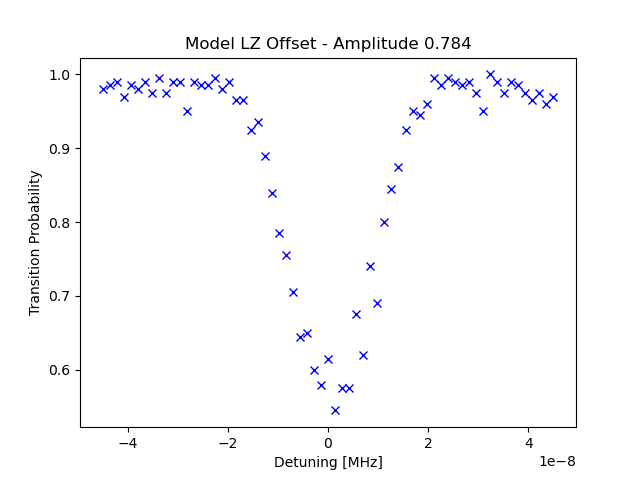 Model LZ Offset - Amplitude 0.784
Transition Probability
1.0
0.9
0.8
0.7
0.6
−4
−2
0
2
4
1e−8
Detuning [MHz]